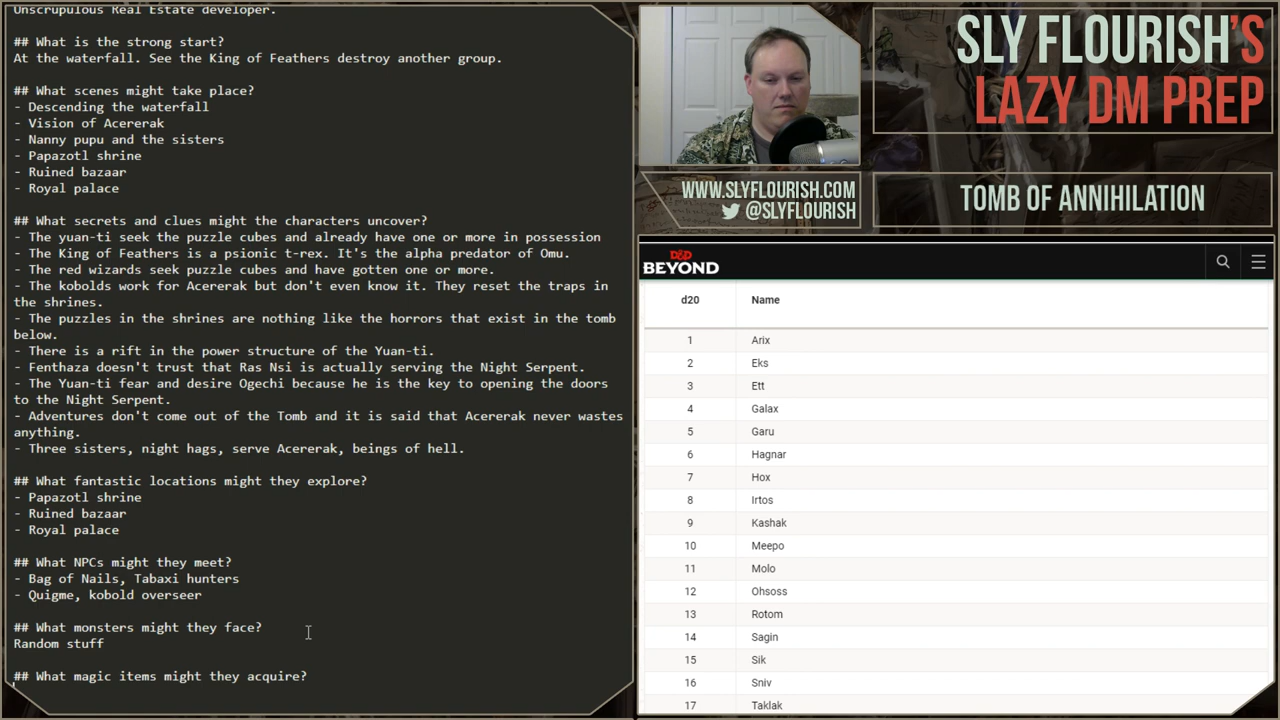 Unscrupulous Real Estate developer.
## What is the strong start?
At the waterfall. See the King of Feathers destroy another group.
## What scenes might take place?
- Descending the waterfall
- Vision of Acererak
- Nanny pupu and the sisters
- Papazotl shrine
- Ruined bazaar
- Royal palace
## What secrets and clues might the characters uncover?
- The yuan-ti seek the puzzle cubes and already have one or more in possession
- The King of Feathers is a psionic t-rex. It's the alpha predator of Omu.
- The red wizards seek puzzle cubes and have gotten one or more.
- The kobolds work for Acererak but don't even know it. They reset the traps in
the shrines.
- The puzzles in the shrines are nothing like the horrors that exist in the tomb
below.
- There is a rift in the power structure of the Yuan-ti.
- Fenthaza doesn't trust that Ras Nsi is actually serving the Night Serpent.
- The Yuan-ti fear and desire Ogechi because he is the key to opening the doors
to the Night Serpent.
- Adventures don't come out of the Tomb and it is said that Acererak never wastes
anything.
- Three sisters, night hags, serve Acererak, beings of hell.
## What fantastic locations might they explore?
- Papazotl shrine
- Ruined bazaar
- Royal palace
## What NPCs might they meet?
- Bag of Nails, Tabaxi hunters
- Quigme, kobold overseer
## What monsters might they face?
Random stuff
## What magic items might they acquire?
SLY FLOURISH'S
LAZY DM PREP
WWW.SLYFLOURISH.COM
@SLYFLOURISH
TOMB OF ANNIHILATION
D&D
BEYOND
d20 Name
1 Arix
2 Eks
3 Ett
4 Galax
5 Garu
6 Hagnar
7 Hox
8 Irtos
9 Kashak
10 Meepo
11 Molo
12 Ohsoss
13 Rotom
14 Sagin
15 Sik
16 Sniv
17 Taklak